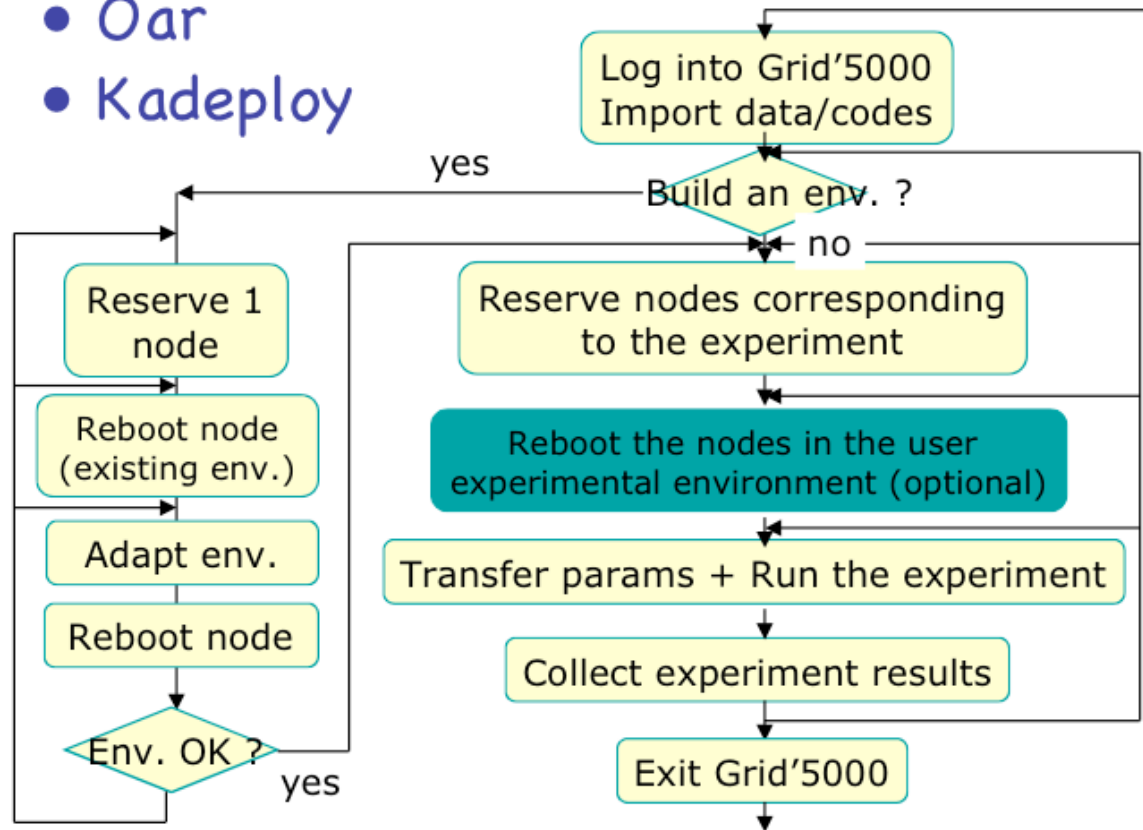 • Oar
• Kadeploy
Log into Grid’5000
Import data/codes
yes
Build an env. ?
no
Reserve 1
node
Reserve nodes corresponding
to the experiment
Reboot node
(existing env.)
Reboot the nodes in the user
experimental environment (optional)
Adapt env.
Transfer params + Run the experiment
Reboot node
Collect experiment results
Env. OK ?
yes
Exit Grid’5000